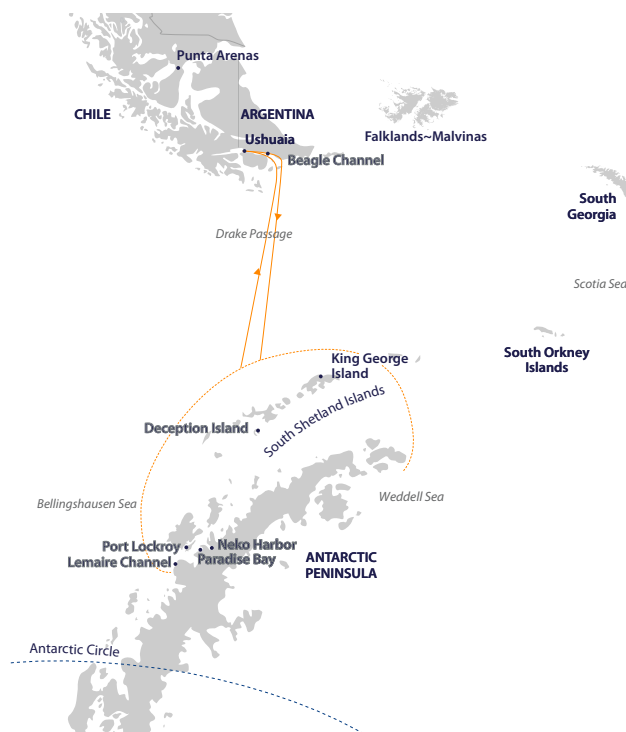 Punta Arenas
CHILE
ARGENTINA
Ushuaia
Falklands~Malvinas
Beagle Channel
South
Georgia
Drake Passage
Scotia Sea
King George
Island
South Orkney
Islands
South Shetland Islands
Deception Island
Weddell Sea
Bellingshausen Sea
Port Lockroy
Neko Harbor
Lemaire Channel
Paradise Bay
ANTARCTIC
PENINSULA
Antarctic Circle